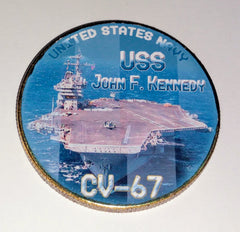 UNITED STATES NAVY
USS
JOHN F. KENNEDY
CV-67